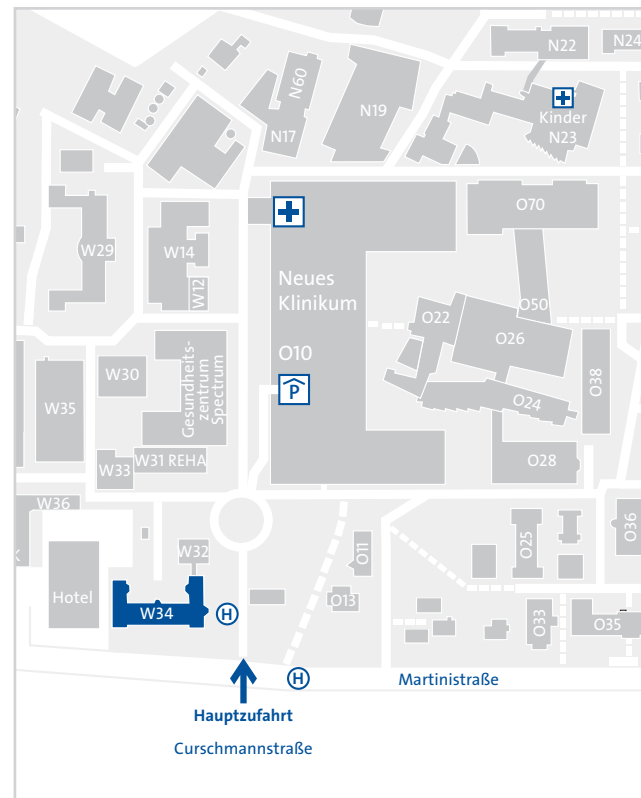 N22
N24
N60
N19
N17
Kinder
N23
O70
W29
W14
W12
Neues
Klinikum
O10
O50
O22
O26
O38
O24
P
W30
Gesundheits-
zentrum
Spectrum
W35
W31 REHA
W33
O28
W36
K
W32
O11
O25
O36
Hotel
W34
H
O13
O33
O35
H
Martinistraße
Hauptzufahrt
Curschmannstraße